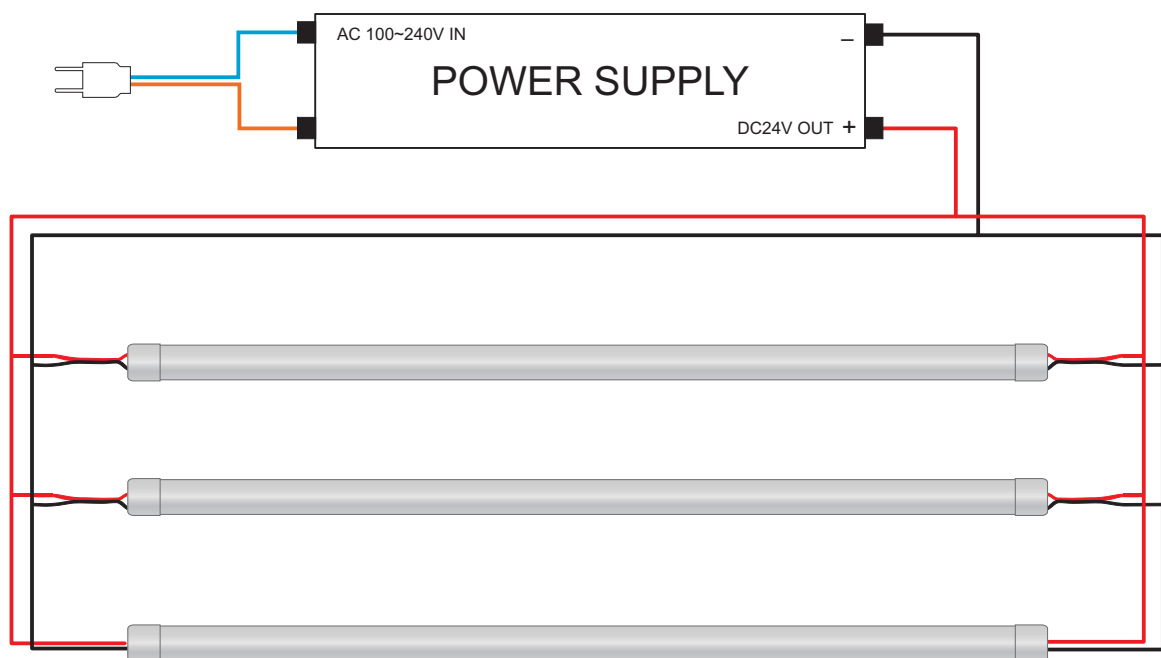 AC 100~240V IN
–
POWER SUPPLY
DC24V OUT +